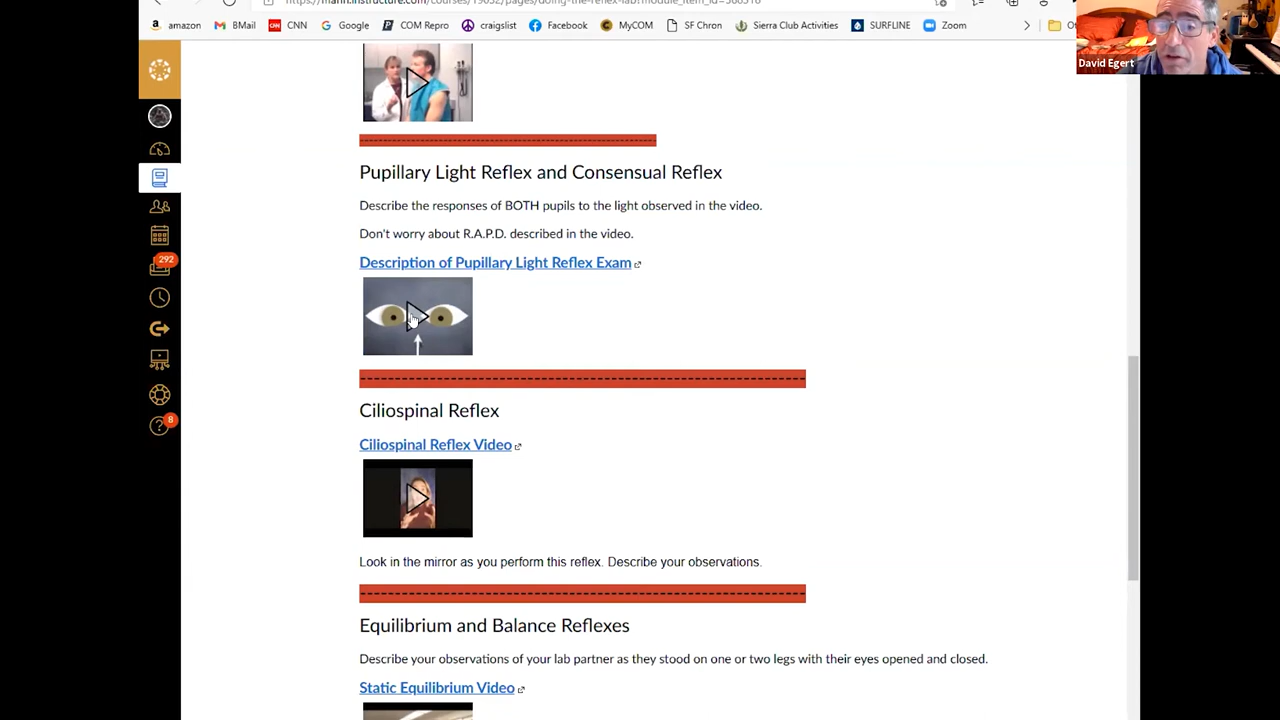 amazon BMail CNN Google COM Repro craigslist Facebook MyCOM SF Chron Sierra Club Activities SURFLINE Zoom
David Egert
Pupillary Light Reflex and Consensual Reflex
Describe the responses of BOTH pupils to the light observed in the video.
Don't worry about R.A.P.D. described in the video.
Description of Pupillary Light Reflex Exam
292
Ciliospinal Reflex
8
Ciliospinal Reflex Video
Look in the mirror as you perform this reflex. Describe your observations.
Equilibrium and Balance Reflexes
Describe your observations of your lab partner as they stood on one or two legs with their eyes opened and closed.
Static Equilibrium Video